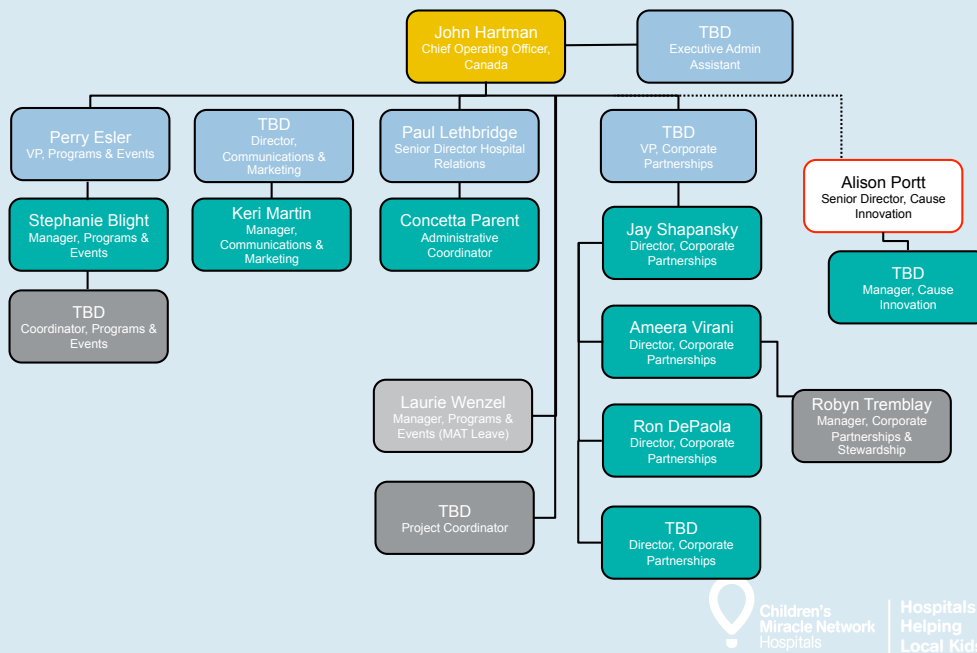 John Hartman
Chief Operating Officer,
Canada
TBD
Executive Admin
Assistant
Perry Esler
VP, Programs & Events
TBD
Director,
Communications &
Marketing
Paul Lethbridge
Senior Director Hospital
Relations
TBD
VP, Corporate
Partnerships
Alison Portt
Senior Director, Cause
Innovation
Stephanie Blight
Manager, Programs &
Events
Keri Martin
Manager,
Communications &
Marketing
Concetta Parent
Administrative
Coordinator
Jay Shapansky
Director, Corporate
Partnerships
TBD
Manager, Cause
Innovation
TBD
Coordinator, Programs &
Events
Ameera Virani
Director, Corporate
Partnerships
Laurie Wenzel
Manager, Programs &
Events (MAT Leave)
Robyn Tremblay
Manager, Corporate
Partnerships &
Stewardship
Ron DePaola
Director, Corporate
Partnerships
TBD
Project Coordinator
TBD
Director, Corporate
Partnerships
Children's
Miracle Network
Hospitals
Hospitals
Helping
Local Kids